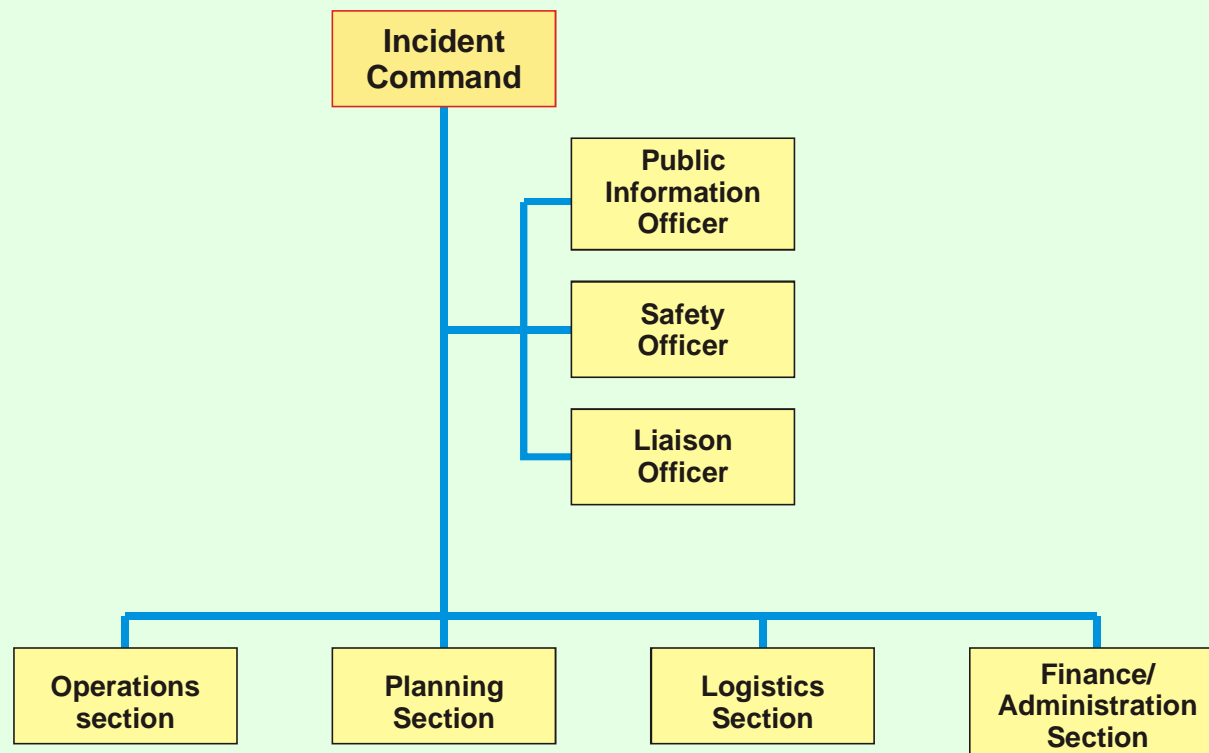 Incident
Command
Public
Information
Officer
Safety
Officer
Liaison
Officer
Operations
section
Planning
Section
Logistics
Section
Finance/
Administration
Section